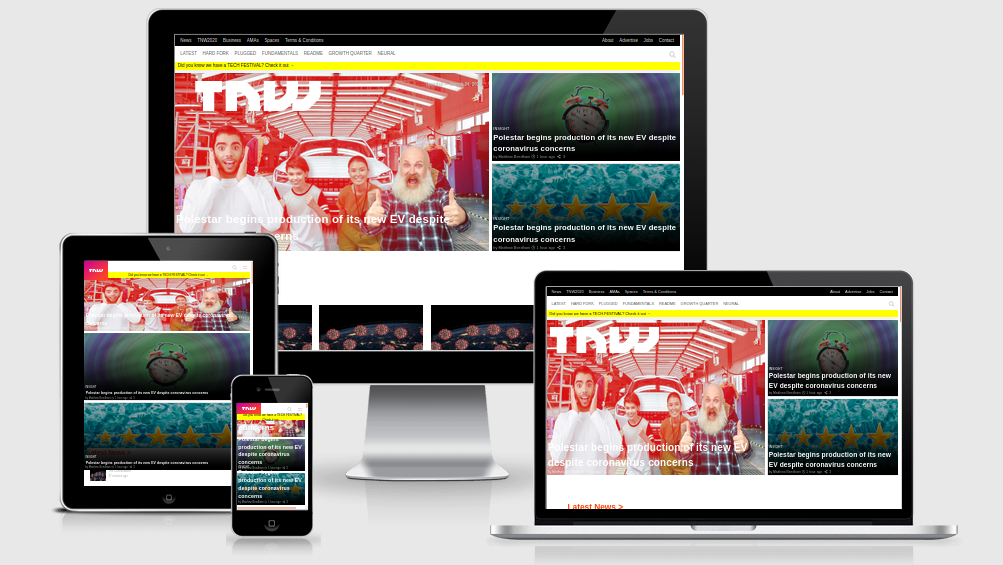 News TNW2020 Business AMAs Spaces Terms & Conditions About Advertise Jobs Contact
LATEST HARD FORK PLUGGED FUNDAMENTALS README GROWTH QUARTER NEURAL
Did you know we have a TECH FESTIVAL? Check it out →
TNW
Polestar begins production of its new EV despite
INSIGHT
Polestar begins production of its new EV despite
coronavirus concerns
by Matthew Beedham 1 hour ago 3
INSIGHT
Polestar begins production of its new EV despite
coronavirus concerns
by Matthew Beedham 1 hour ago 3
TNW
Did you know we have a TECH FESTIVAL? Check it out →
Polestar begins production of its new EV despite coronavirus
concerns
INSIGHT
Polestar begins production of its new EV despite coronavirus concerns
INSIGHT
Polestar begins production of its new EV despite coronavirus concerns
TNW
Did you know we have a TECH FESTIVAL?
Check it out →
concerns
Polestar begins
production of its new EV
despite coronavirus
concerns
INSIGHT
production of its new EV
despite coronavirus
concerns
News TNW2020 Business AMAs Spaces Terms & Conditions About Advertise Jobs Contact
LATEST HARD FORK PLUGGED FUNDAMENTALS README GROWTH QUARTER NEURAL
Did you know we have a TECH FESTIVAL? Check it out →
TNW
Polestar begins production of its new EV
despite coronavirus concerns
INSIGHT
Polestar begins production of its new
EV despite coronavirus concerns
by Matthew Beedham 1 hour ago 3
INSIGHT
Polestar begins production of its new
EV despite coronavirus concerns
by Matthew Beedham 1 hour ago 3
Latest News >